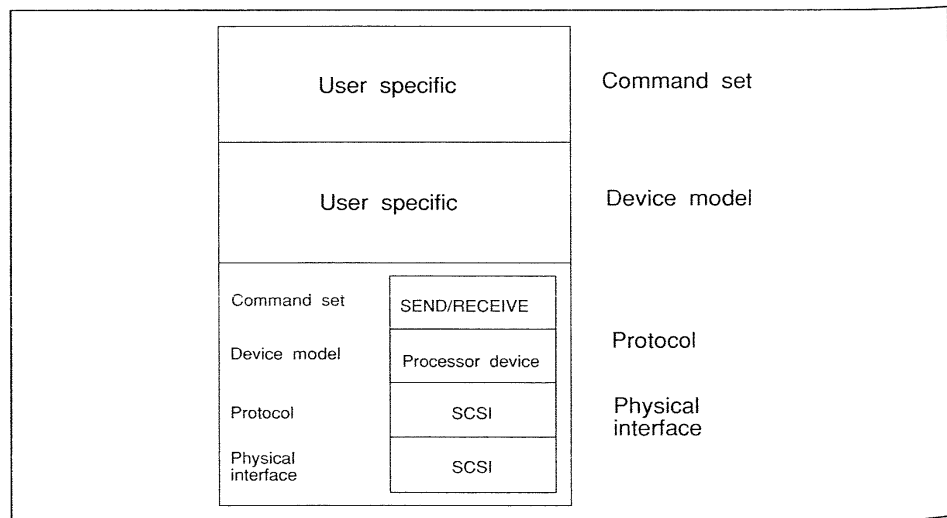 User specific
Command set
User specific
Device model
Command set
SEND/RECEIVE
Device model
Processor device
Protocol
Protocol
SCSI
Physical
interface
Physical
interface
SCSI